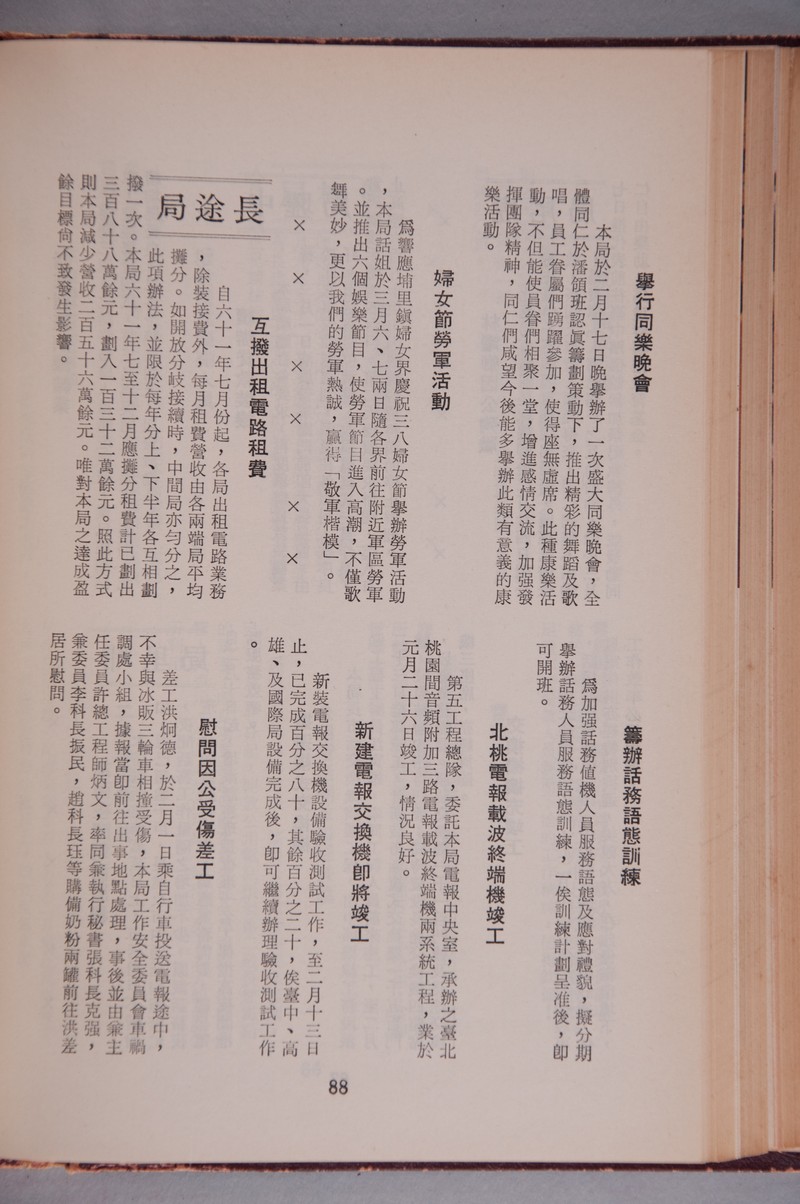 舉行同樂晚會
本局於二月十七日晚舉辦了一次盛大同樂晚會，全
體同仁於潘領班認眞籌劃策動下，推出精彩的舞蹈及歌
唱，員工眷屬們踴躍參加，使得座無虛席。此種康樂活
動，不但能使員眷們相聚一堂，增進感情交流，加强發
揮團隊精神，同仁們咸望今後能多舉辦此類有意義的康
樂活動。
婦女節勞軍活動
爲響應埔里鎭婦女界慶祝三八婦女節舉辦勞軍活動
，本局話姐於三月六、七兩日隨各界前往附近軍區勞軍
。並推出六個娛樂節目，使勞軍節目進入高潮，不僅歌
舞美妙，更以我們的勞軍熱誠，贏得「敬軍楷模」。
× × × × × ×
長途局
互撥出租電路租費
自六十一年七月份起，各局出租電路業務
，除裝接費外，每月租費營收由各兩端局平均
攤分。如開放分岐接續時，中間局亦勻分之，
此項辦法，並限於每年分上、下半年各互相劃
撥一次。本局六十一年七至十二月應攤分租費計已劃出
三百八十八萬餘元，劃入一百三十二萬餘元。照此方式
則本局減少營收二百五十六萬餘元。唯對本局之達成盈
餘目標尙不致發生影響。
籌辦話務語態訓練
爲加强話務値機人員服務語態及應對禮貌，擬分期
舉辦話務人員服務語態訓練，一俟訓練計劃呈准後，卽
可開班。
北桃電報載波終端機竣工
第五工程總隊，委託本局電報中央室，承辦之臺北
桃園間音頻附加三路電報載波終端機兩系統工程，業於
元月二十六日竣工，情況良好。
新建電報交換機卽將竣工
新裝電報交換機設備驗收測試工作，至二月十三日
止，已完成百分之八十，其餘百分之二十，俟臺中、高
雄、及國際局設備完成後，卽可繼續辦理驗收測試工作
。
慰問因公受傷差工
差工洪炯德，於二月一日乘自行車投送電報途中，
不幸與冰販三輪車相撞受傷，本局工作安全委員會車禍
調處小組，據報當卽前往出事地點處理，事後並由兼主
任委員許總工程師炳文，率同兼執行秘書張科長克强，
兼委員李科長振民，趙科長珏等購備奶粉兩罐前往洪差
居所慰問。
88